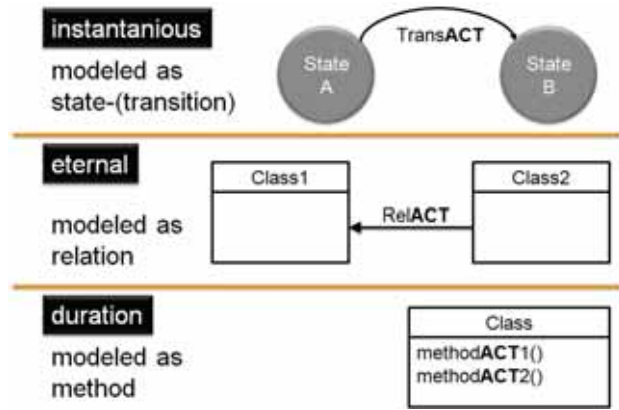 instantanious
modeled as
state-(transition)
TransACT
State
A
State
B
eternal
modeled as
relation
Class1
RelACT
Class2
duration
modeled as
method
Class
methodACT1()
methodACT2()